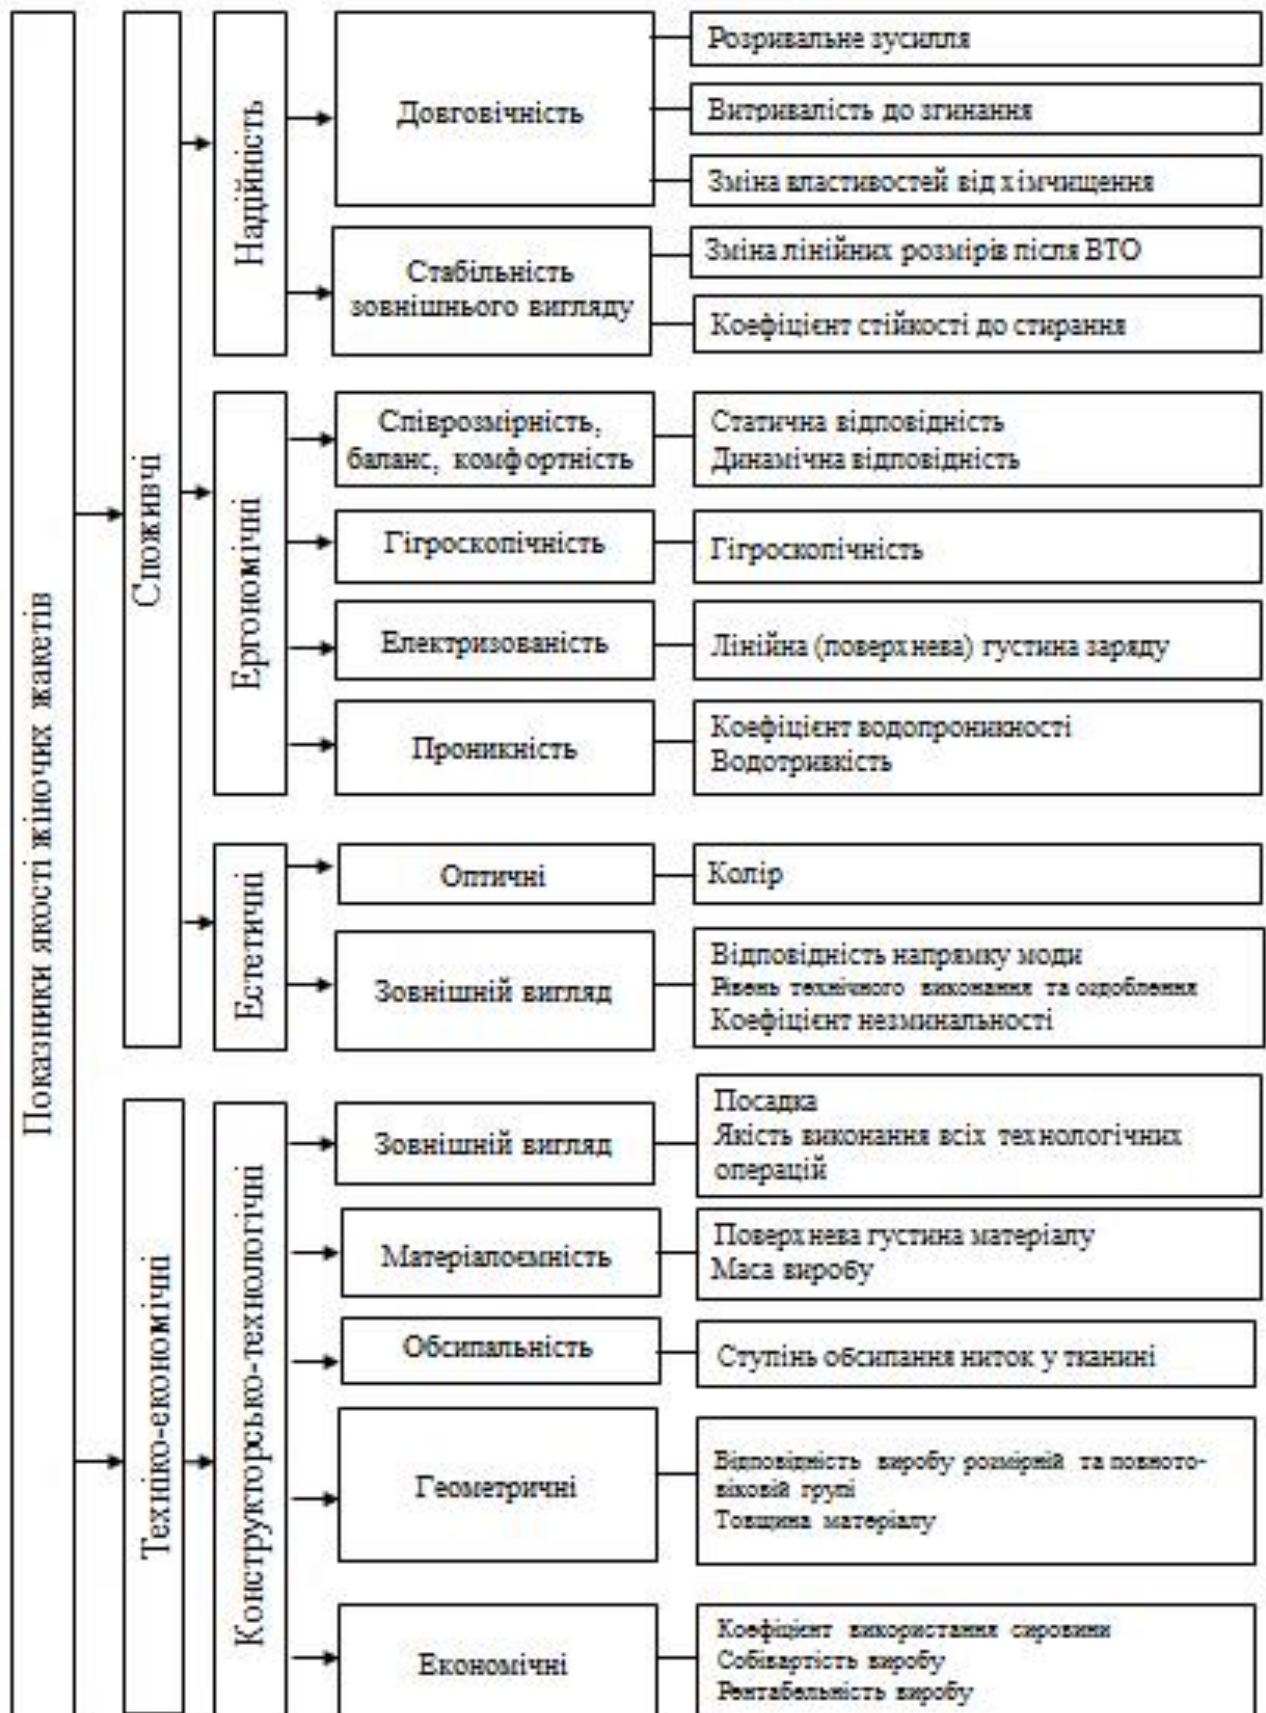 Показники якості жіночих жакетів
Споживчі
Надійність
Довговічність
Розривальне зусилля
Витривалість до згинання
Зміна властивостей від хімчищення
Стабільність
зовнішнього вигляду
Зміна лінійних розмірів після ВТО
Коефіцієнт стійкості до стирання
Ергономічні
Співрозмірність,
баланс, комфортність
Статична відповідність
Динамічна відповідність
Гігроскопічність
Гігроскопічність
Електризованість
Лінійна (поверхнева) густина заряду
Проникність
Коефіцієнт водопроникності
Водотривкість
Естетичні
Оптичні
Колір
Зовнішній вигляд
Відповідність напрямку моди
Рівень технічного виконання та оздоблення
Коефіцієнт незминальності
Техніко-економічні
Конструкторсько-технологічні
Зовнішній вигляд
Посадка
Якість виконання всіх технологічних
операцій
Матеріалоємність
Поверхнева густина матеріалу
Маса виробу
Обсипальність
Ступінь обсипання ниток у тканині
Геометричні
Відповідність виробу розмірній та повното-
віковій групі
Товщина матеріалу
Економічні
Коефіцієнт використання сировини
Собівартість виробу
Рентабельність виробу